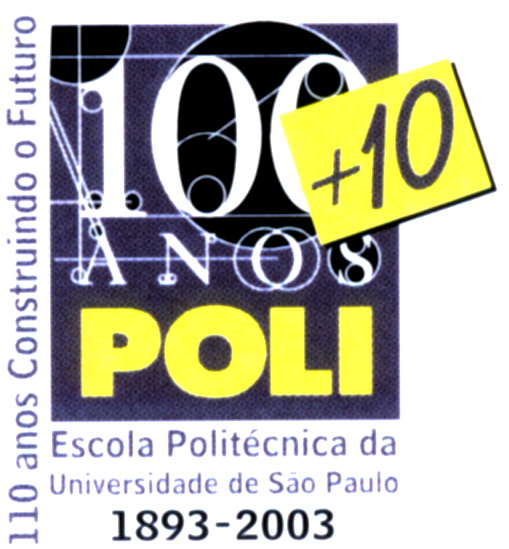 110 anos Construindo o Futuro
100
+10
ANOS
POLI
Escola Politécnica da
Universidade de São Paulo
1893-2003